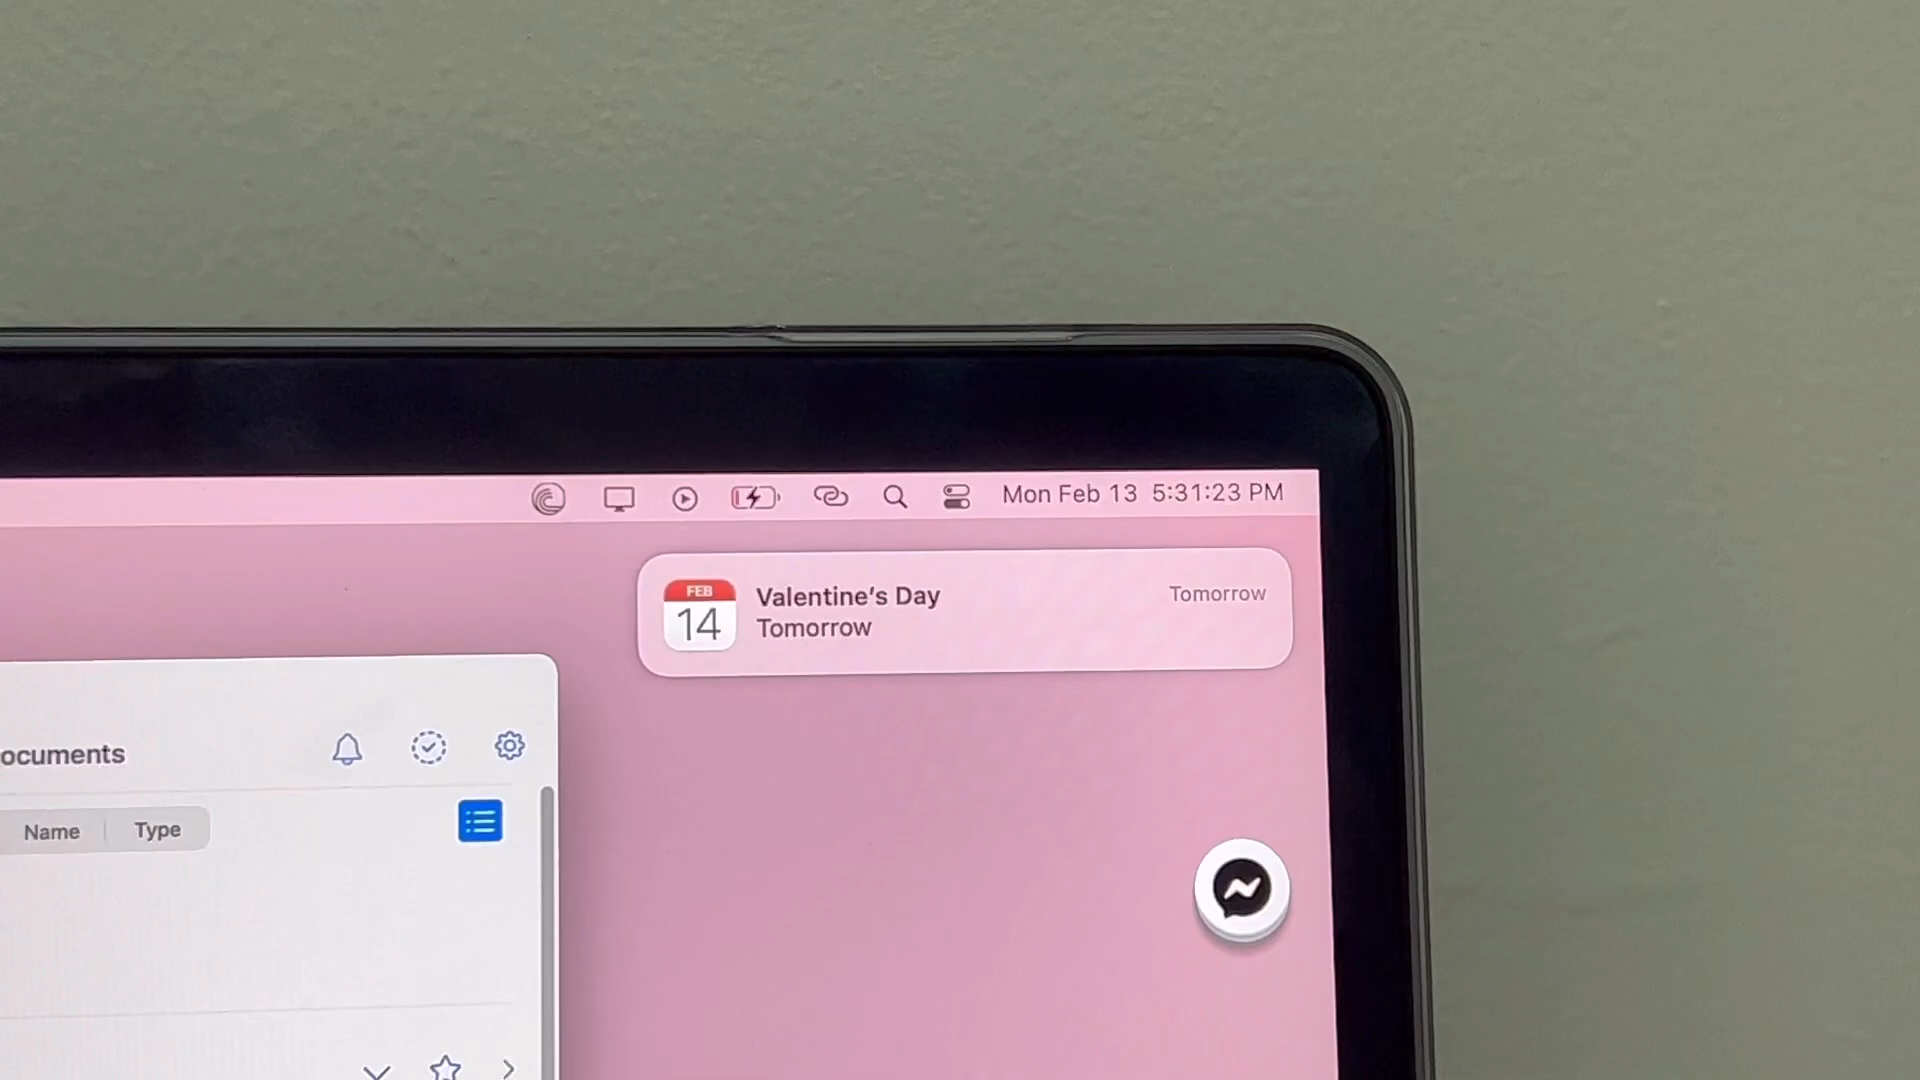 Mon Feb 13 5:31:23 PM
FEB
14
Valentine's Day
Tomorrow
Tomorrow
ocuments
Name
Type